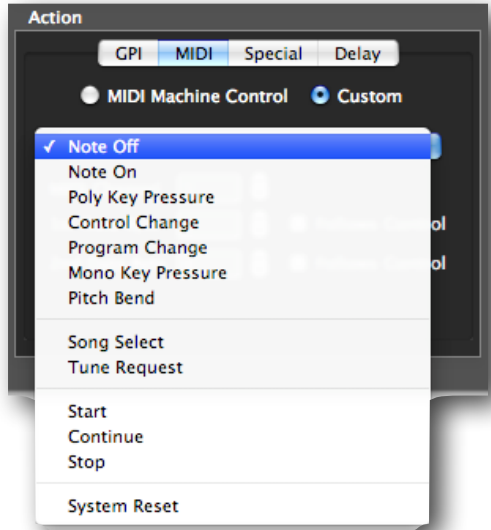 Action
GPI MIDI Special Delay
MIDI Machine Control Custom
✓ Note Off
Note On
Poly Key Pressure
Control Change
Program Change
Mono Key Pressure
Pitch Bend
Song Select
Tune Request
Start
Continue
Stop
System Reset